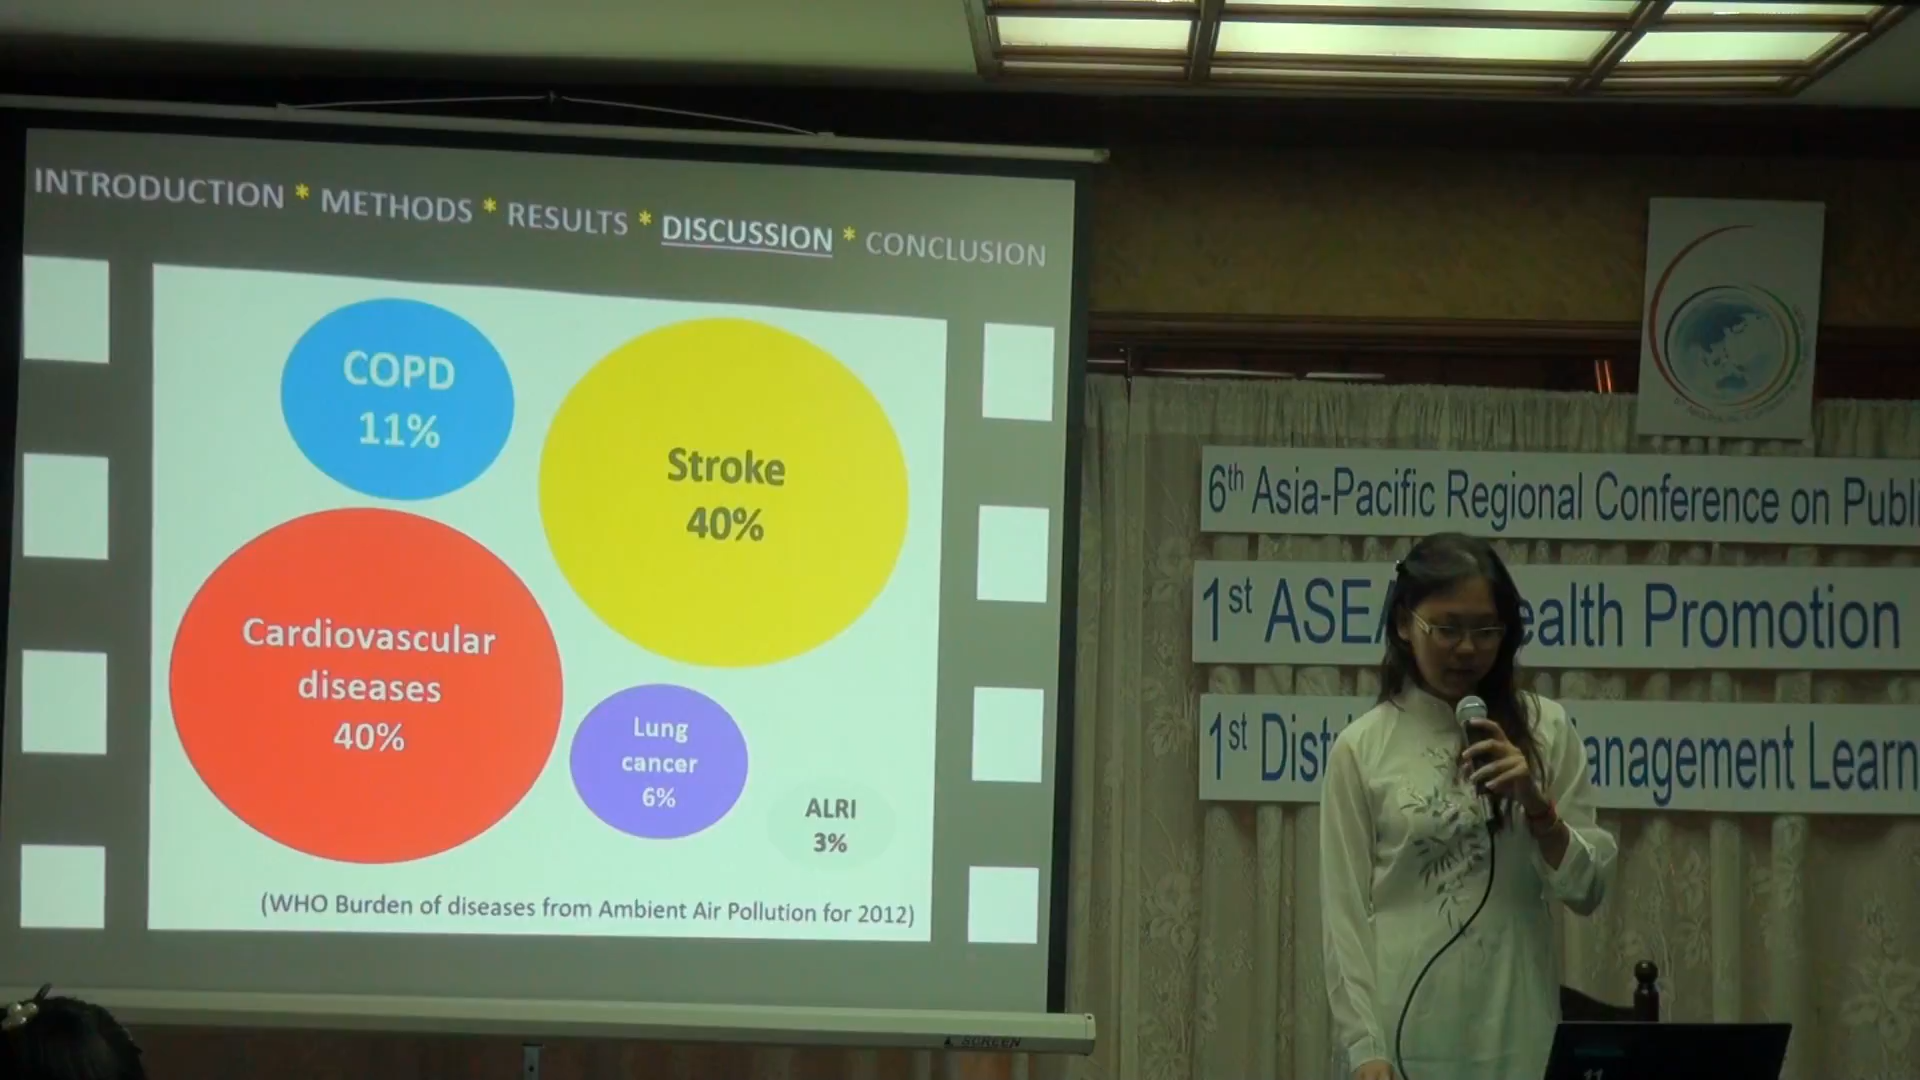 INTRODUCTION * METHODS * RESULTS * DISCUSSION * CONCLUSION
COPD
11%
Stroke
40%
Cardiovascular
diseases
40%
Lung
cancer
6%
ALRI
3%
(WHO Burden of diseases from Ambient Air Pollution for 2012)
SCREEN
6th Asia-Pacific Regional Conference on Publi
1st ASEA ealth Promotion
1st Dist anagement Learn
11